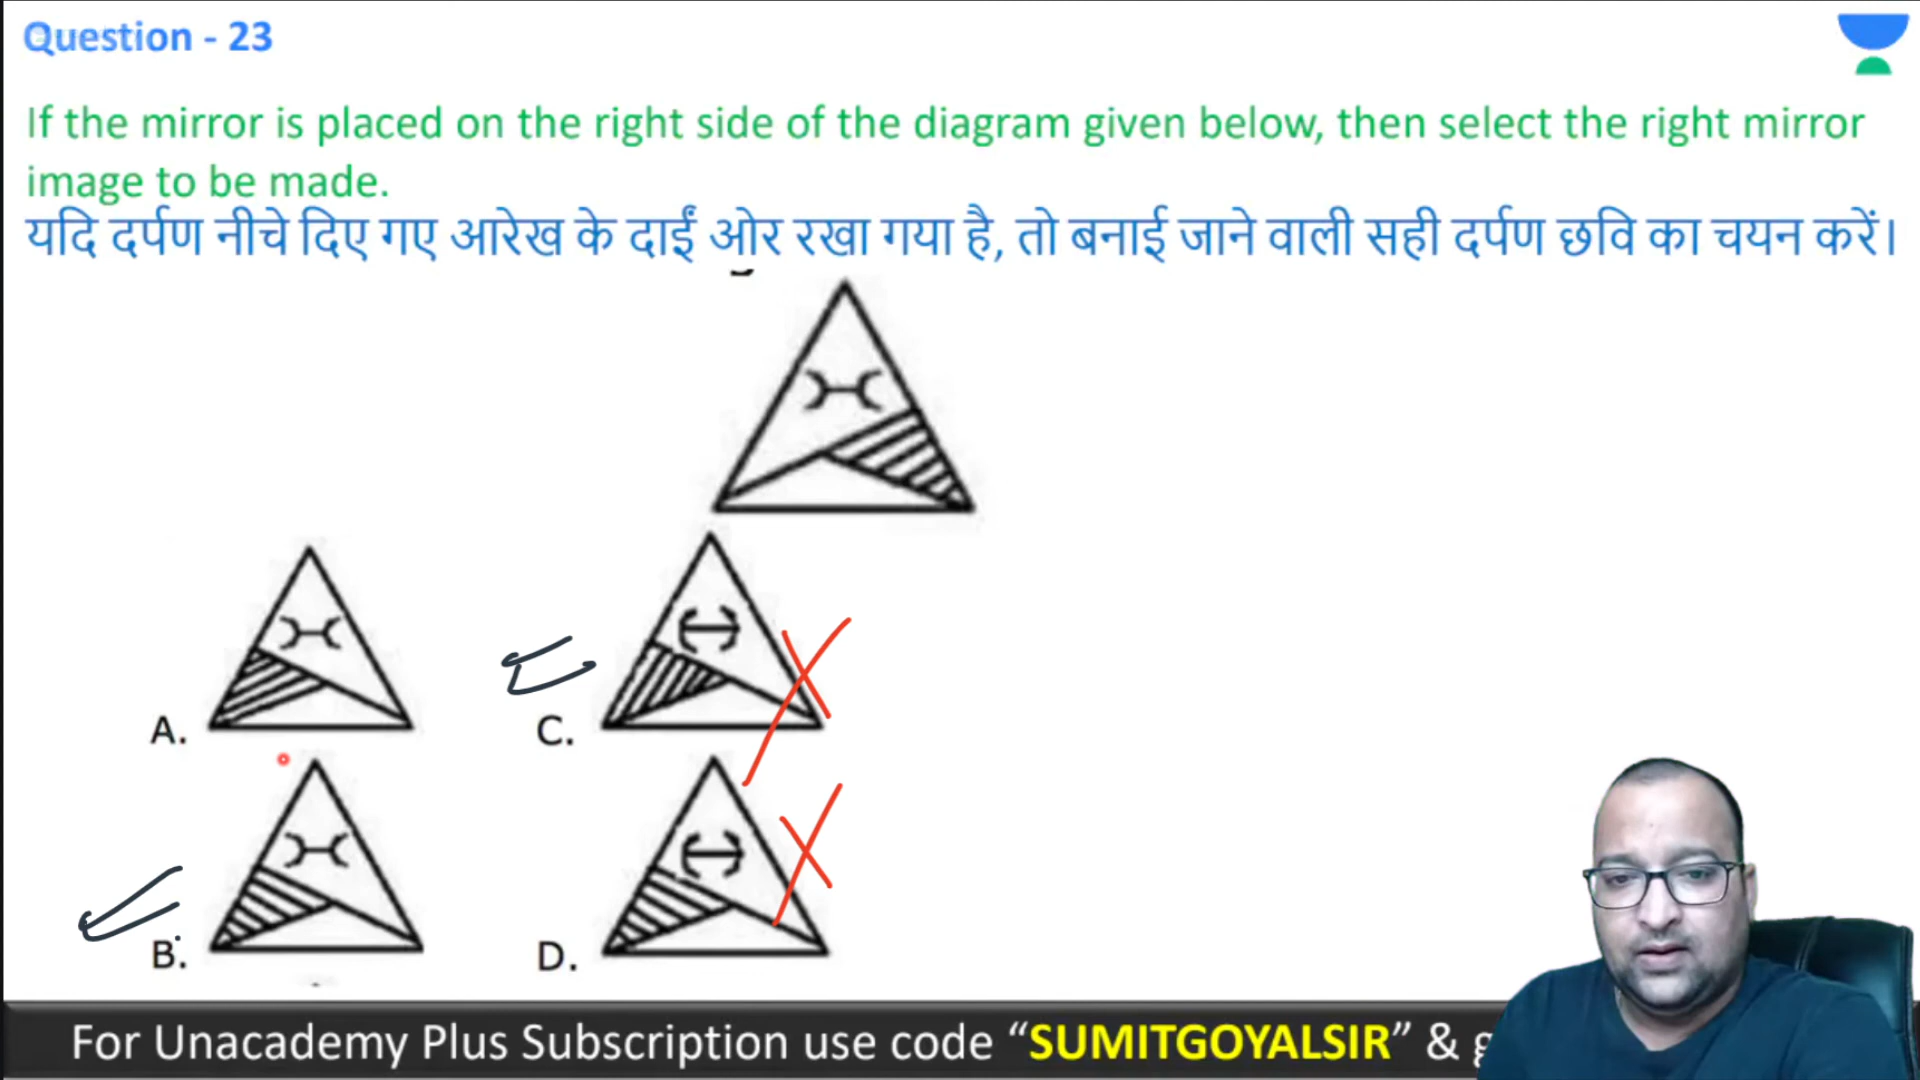 Question - 23
If the mirror is placed on the right side of the diagram given below, then select the right mirror
image to be made.
यदि दर्पण नीचे दिए गए आरेख के दाईं ओर रखा गया है, तो बनाई जाने वाली सही दर्पण छवि का चयन करें।
A.
C.
B.
D.
For Unacademy Plus Subscription use code “SUMITGOYALSIR” & g